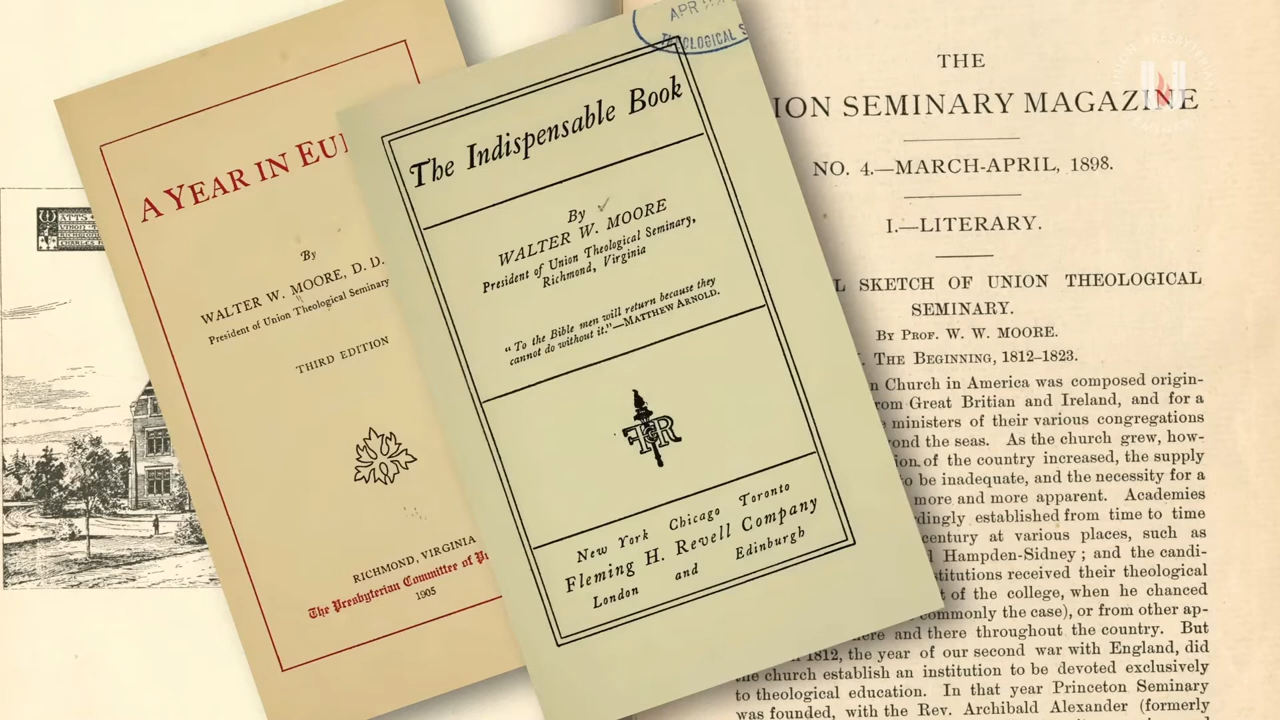 A YEAR IN
By
WALTER W. MOORE, D. D.
President of Union Theological Seminary
THIRD EDITION
RICHMOND, VIRGINIA
The Presbyterian Committee of
1905
The Indispensable Book
By
WALTER W. MOORE
President of Union Theological Seminary,
Richmond, Virginia
"To the Bible men will return because they
cannot do without it."—MATTHEW ARNOLD.
New York Chicago Toronto
Fleming H. Revell Company
London and Edinburgh
APR
THE
SEMINARY MAGAZINE
NO. 4.—MARCH-APRIL, 1898.
I.—LITERARY.
SKETCH OF UNION THEOLOGICAL
SEMINARY.
By Prof. W. W. MOORE.
The Beginning, 1812–1823.
Church in America was composed origin-
Great Britian and Ireland, and for a
ministers of their various congregations
the seas. As the church grew, how-
of the country increased, the supply
to be inadequate, and the necessity for a
more and more apparent. Academies
established from time to time
century at various places, such as
Hampden-Sidney; and the candi-
received their theological
of the college, when he chanced
commonly the case), or from other ap-
and there throughout the country. But
1812, the year of our second war with England, did
the church establish an institution to be devoted exclusively
to theological education. In that year Princeton Seminary
was founded, with the Rev. Archibald Alexander (formerly